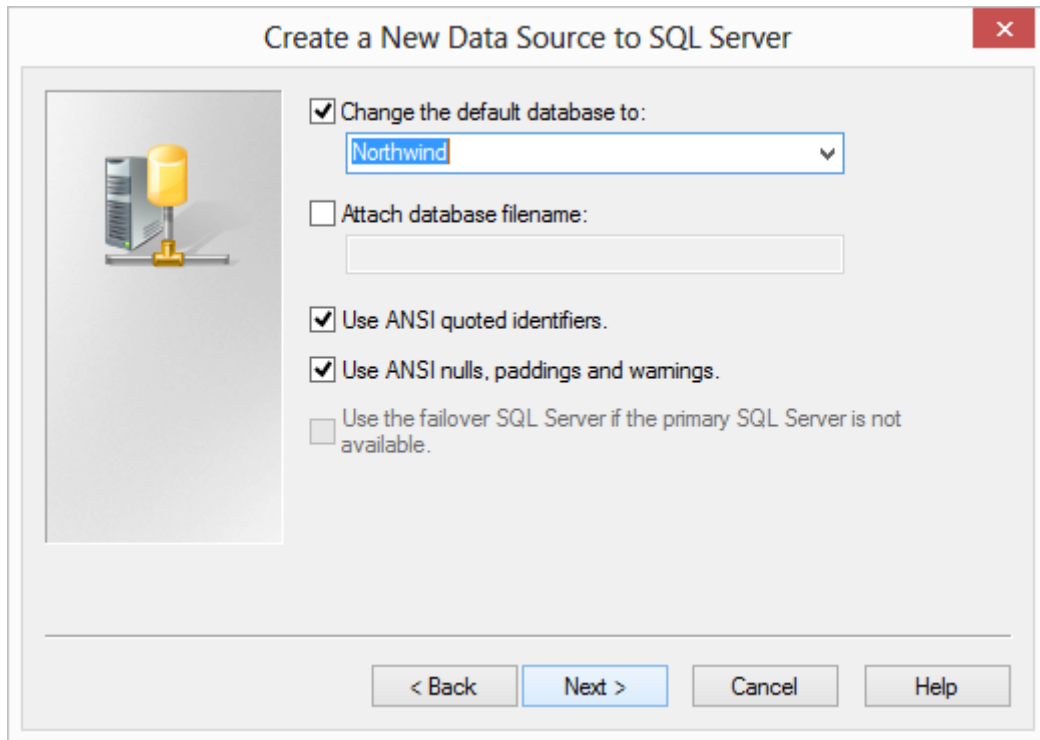 Create a New Data Source to SQL Server
Change the default database to:
Northwind
Attach database filename:
Use ANSI quoted identifiers.
Use ANSI nulls, paddings and warnings.
Use the failover SQL Server if the primary SQL Server is not
available.
< Back
Next >
Cancel
Help